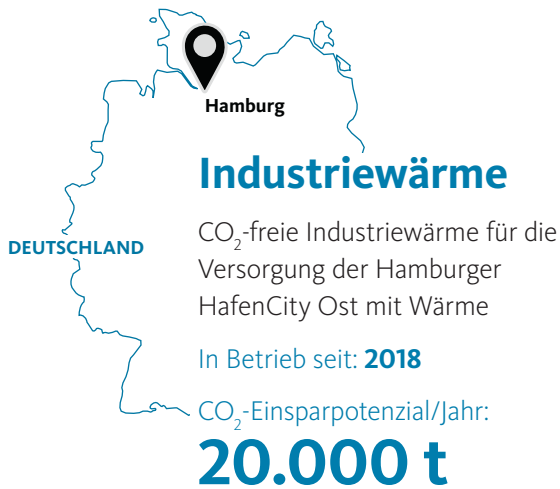 Hamburg
Industriewärme
DEUTSCHLAND
CO₂-freie Industriewärme für die
Versorgung der Hamburger
HafenCity Ost mit Wärme
In Betrieb seit: 2018
CO₂-Einsparpotenzial/Jahr:
20.000 t